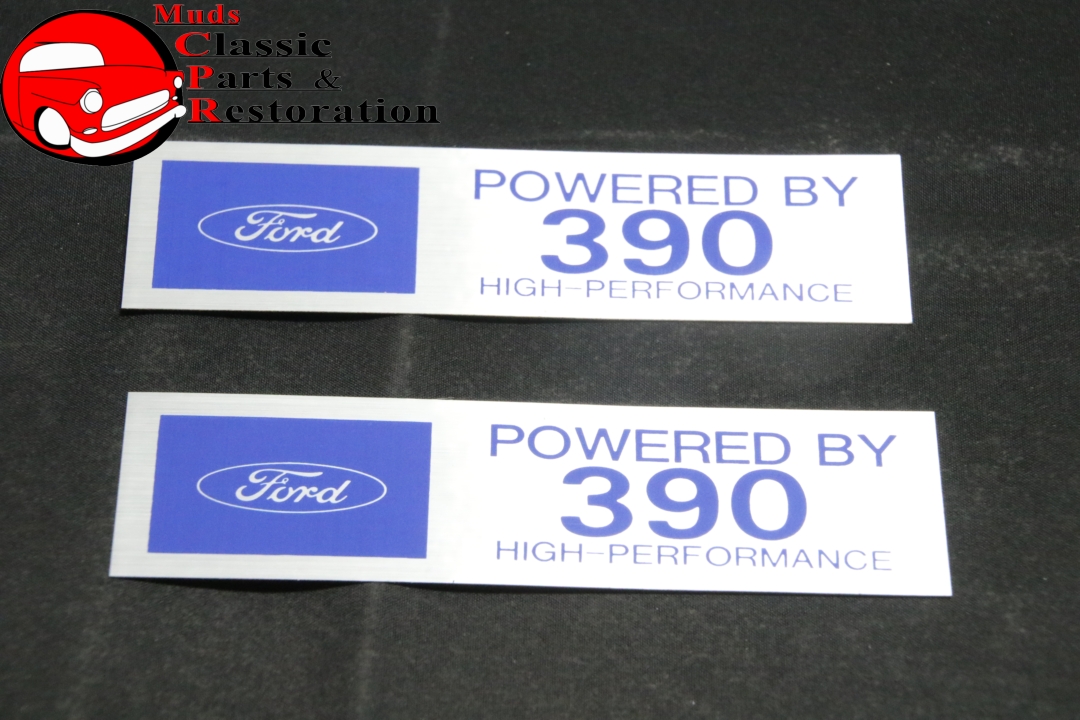 Muds
Classic
Parts &
Restoration
Ford
POWERED BY
390
HIGH-PERFORMANCE
Ford
POWERED BY
390
HIGH-PERFORMANCE